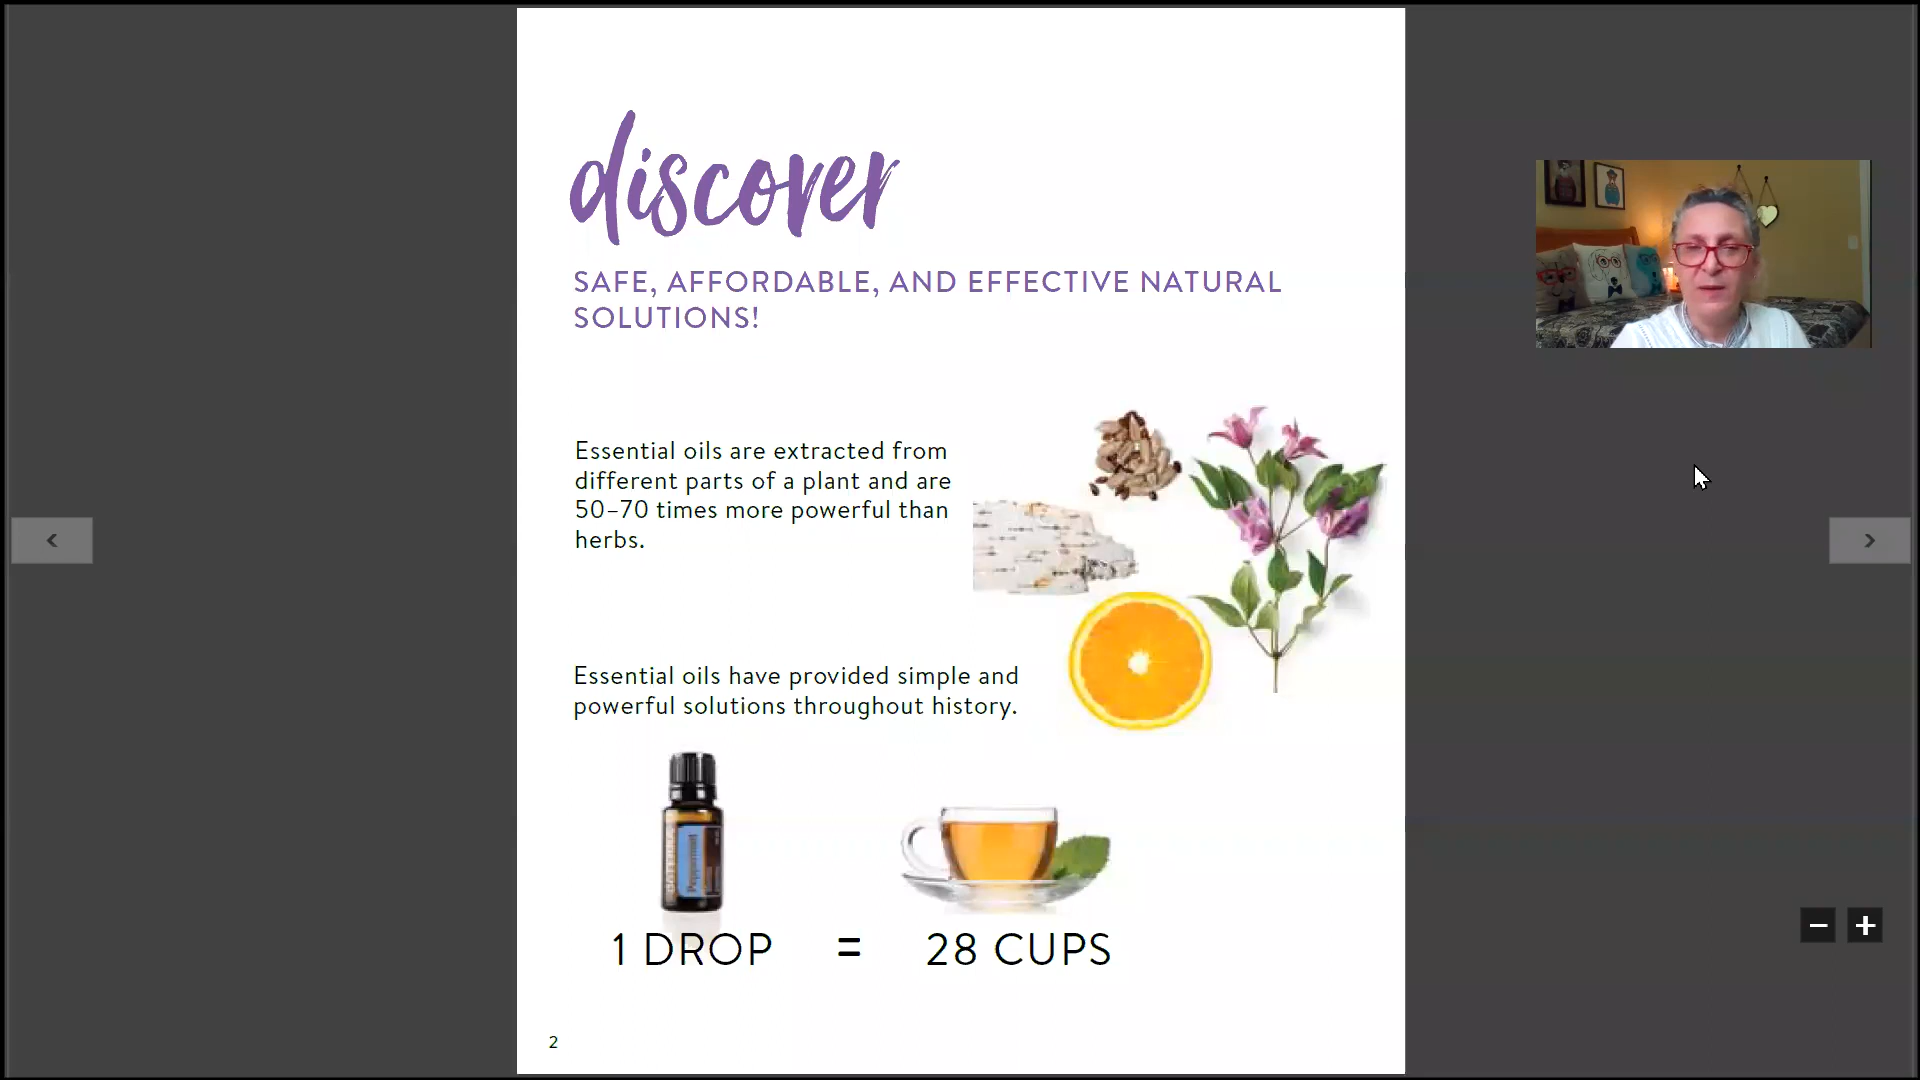 discover
SAFE, AFFORDABLE, AND EFFECTIVE NATURAL
SOLUTIONS!
Essential oils are extracted from
different parts of a plant and are
50–70 times more powerful than
herbs.
Essential oils have provided simple and
powerful solutions throughout history.
Peppermint
1 DROP = 28 CUPS
2